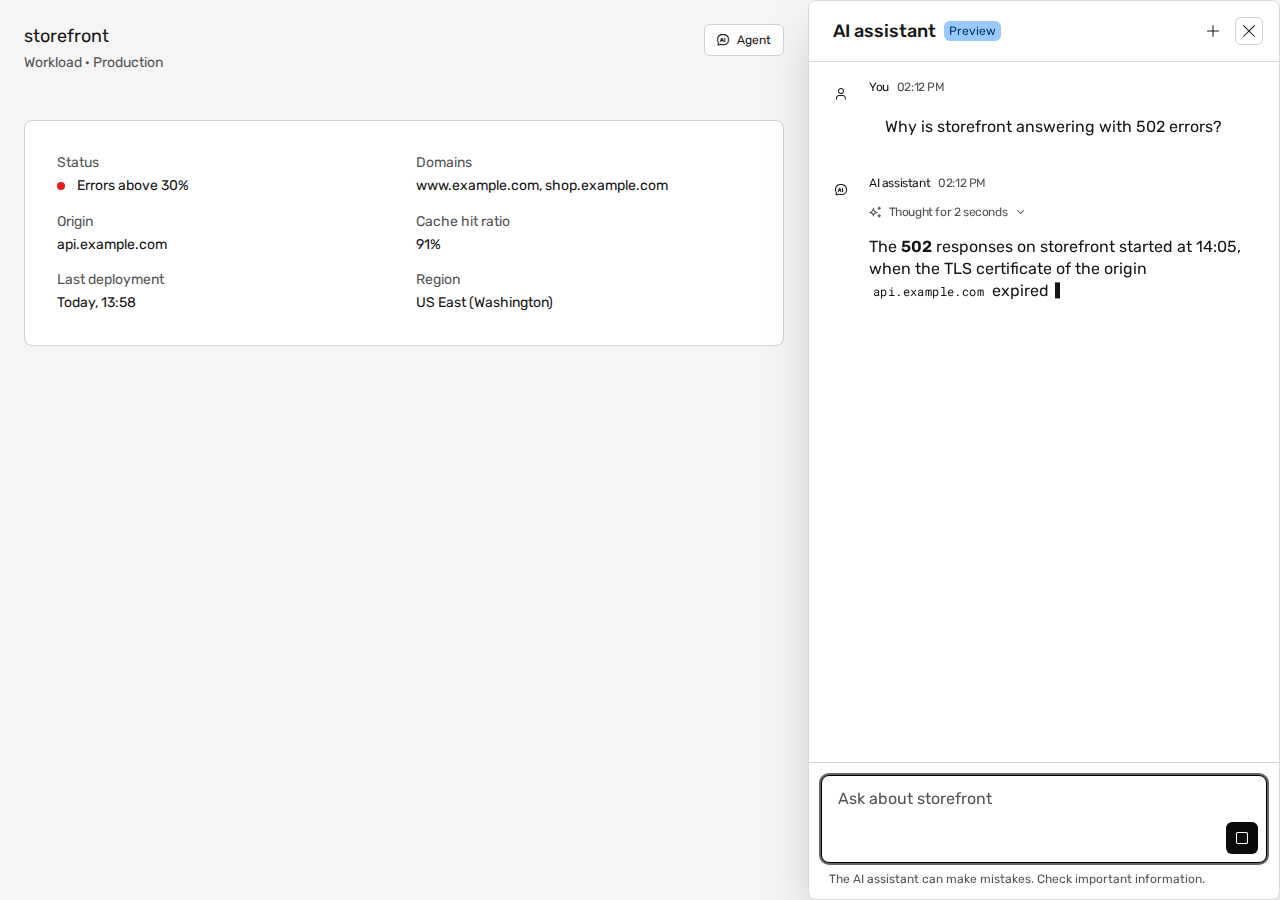 storefront
Workload • Production
Agent
Status
Errors above 30%
Domains
www.example.com, shop.example.com
Origin
api.example.com
Cache hit ratio
91%
Last deployment
Today, 13:58
Region
US East (Washington)
AI assistant Preview
You 02:12 PM
Why is storefront answering with 502 errors?
AI assistant 02:12 PM
Thought for 2 seconds
The 502 responses on storefront started at 14:05,
when the TLS certificate of the origin
api.example.com expired
Ask about storefront
The AI assistant can make mistakes. Check important information.